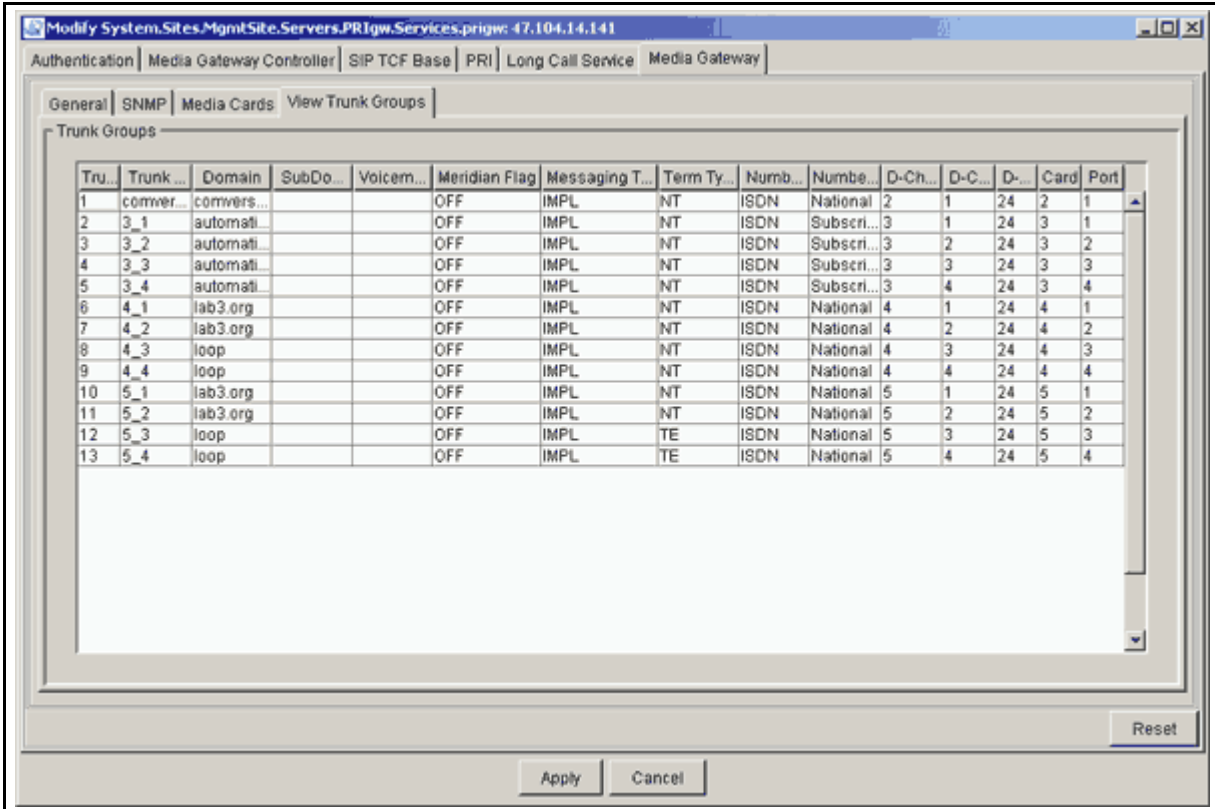 Modify System.Sites.MgmtSite.Servers.PRIgw.Services.prigw: 47.104.14.141
Authentication Media Gateway Controller SIP TCF Base PRI Long Call Service Media Gateway
General SNMP Media Cards View Trunk Groups
Trunk Groups
Tru... Trunk ... Domain SubDo... Voicem... Meridian Flag Messaging T... Term Ty... Numb... Numbe... D-Ch... D-C... D-... Card Port
1 comver... comvers... OFF IMPL NT ISDN National 2 1 24 2 1
2 3_1 automati... OFF IMPL NT ISDN Subscri... 3 1 24 3 1
3 3_2 automati... OFF IMPL NT ISDN Subscri... 3 2 24 3 2
4 3_3 automati... OFF IMPL NT ISDN Subscri... 3 3 24 3 3
5 3_4 automati... OFF IMPL NT ISDN Subscri... 3 4 24 3 4
6 4_1 lab3.org OFF IMPL NT ISDN National 4 1 24 4 1
7 4_2 lab3.org OFF IMPL NT ISDN National 4 2 24 4 2
8 4_3 loop OFF IMPL NT ISDN National 4 3 24 4 3
9 4_4 loop OFF IMPL NT ISDN National 4 4 24 4 4
10 5_1 lab3.org OFF IMPL NT ISDN National 5 1 24 5 1
11 5_2 lab3.org OFF IMPL NT ISDN National 5 2 24 5 2
12 5_3 loop OFF IMPL TE ISDN National 5 3 24 5 3
13 5_4 loop OFF IMPL TE ISDN National 5 4 24 5 4
Reset
Apply Cancel